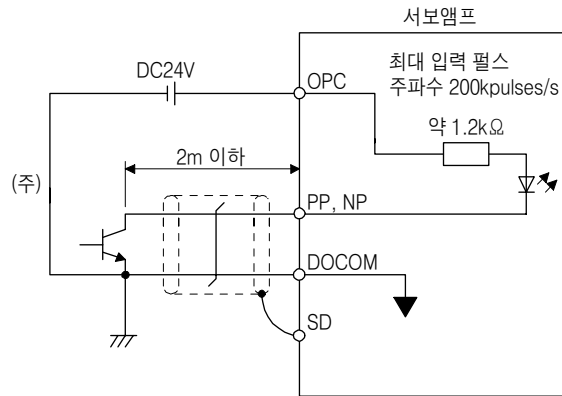 서보앰프
최대 입력 펄스
주파수 200kpulses/s
DC24V
OPC
약 1.2kΩ
2m 이하
(주)
PP, NP
DOCOM
SD